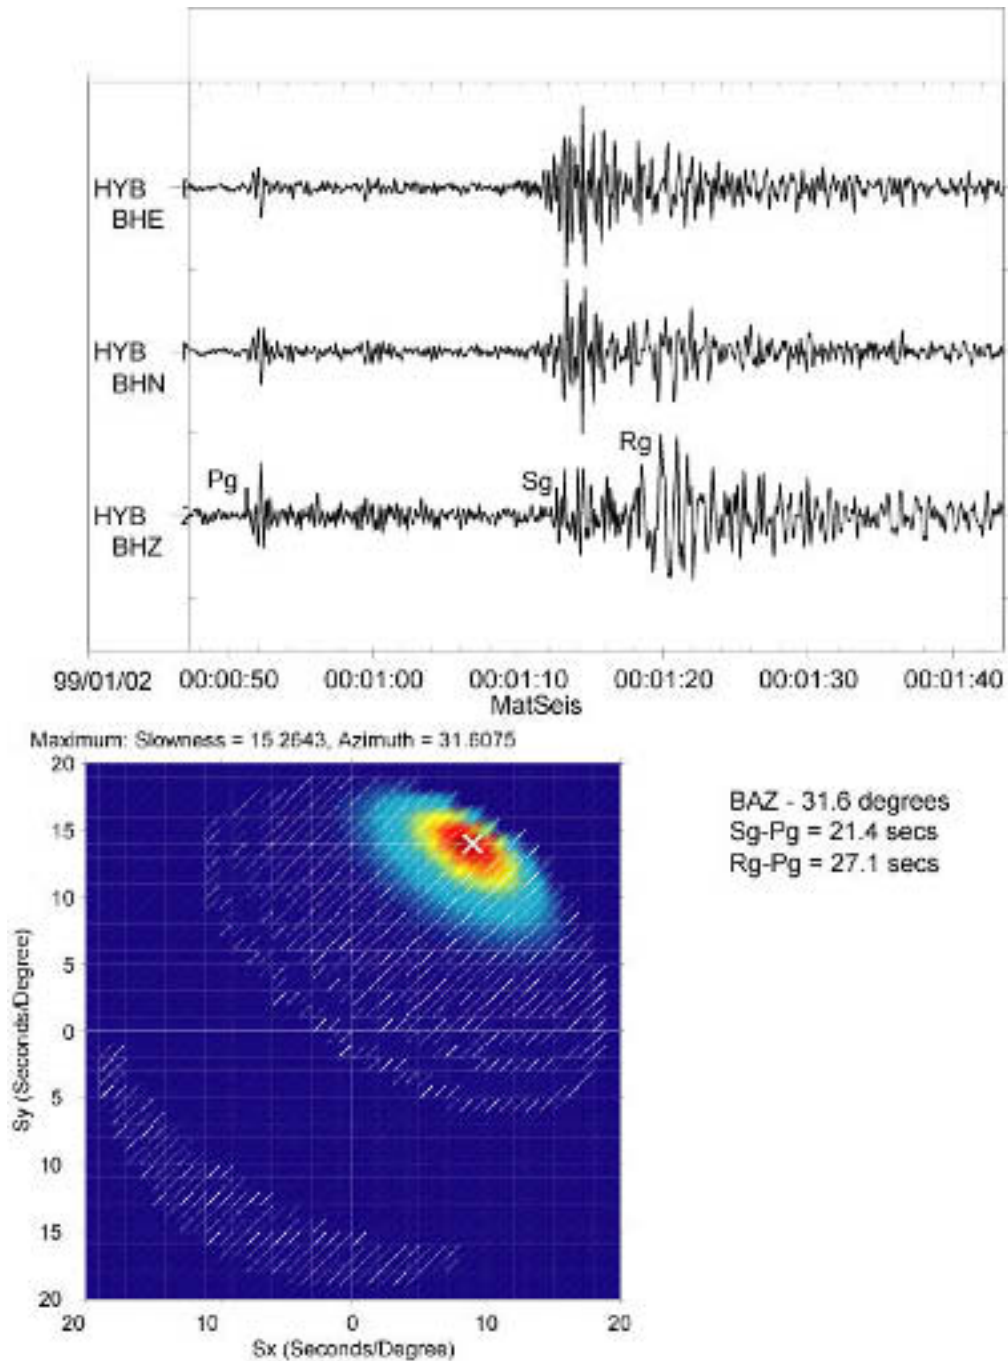 HYB
BHE
HYB
BHN
Rg
Pg
Sg
HYB
BHZ
99/01/02 00:00:50 00:01:00 00:01:10 00:01:20 00:01:30 00:01:40
MatSeis
Maximum: Slowness = 15.2643, Azimuth = 31.6075
BAZ - 31.6 degrees
Sg-Pg = 21.4 secs
Rg-Pg = 27.1 secs
20
15
10
5
0
5
10
15
20
Sy (Seconds/Degree)
20 10 0 10 20
Sx (Seconds/Degree)